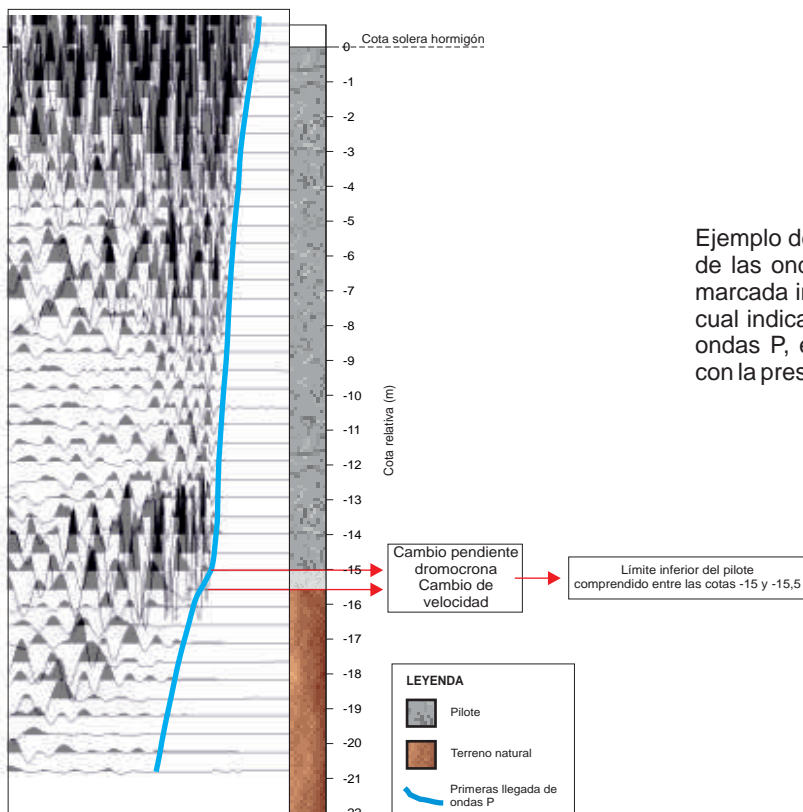 Cota solera hormigón
0
-1
-2
-3
-4
-5
-6
-7
-8
-9
-10
-11
-12
-13
-14
-15
-16
-17
-18
-19
-20
-21
Cota relativa (m)
Ejemplo de
de las ond
marcada in
cual indica
ondas P, e
con la pres
Cambio pendiente
dromocrona
Cambio de
velocidad
Límite inferior del pilote
comprendido entre las cotas -15 y -15,5
LEYENDA
Pilote
Terreno natural
Primeras llegada de
ondas P